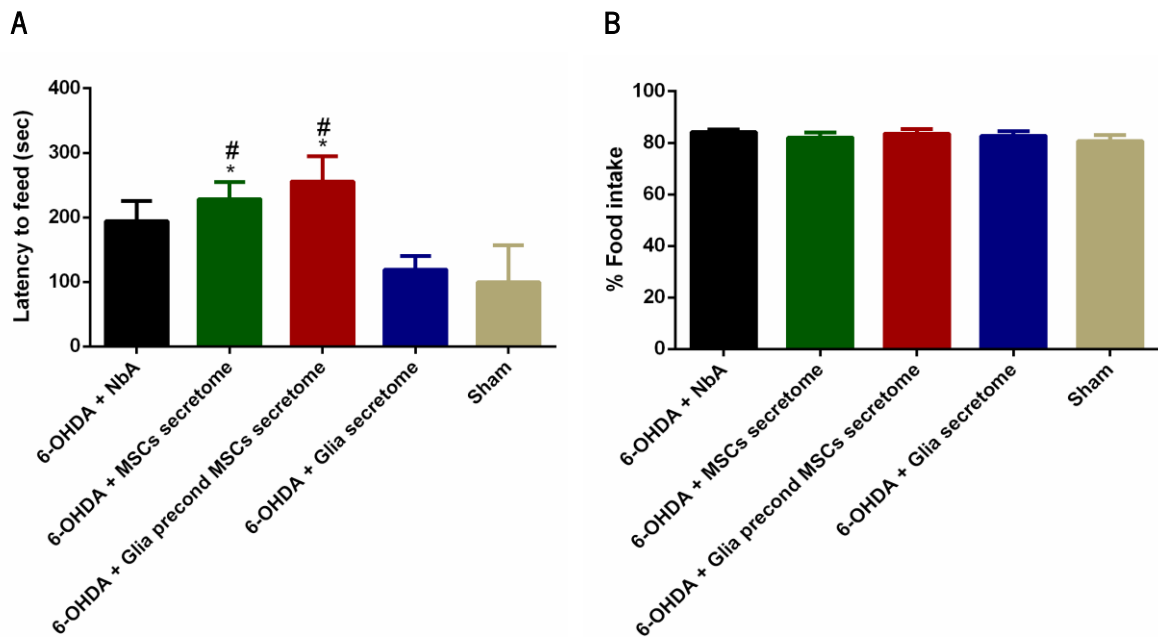 A
Latency to feed (sec)
400
300
200
100
0
#
*
#
*
6-OHDA + NbA
6-OHDA + MSCs secretome
6-OHDA + Glia precond MSCs secretome
6-OHDA + Glia secretome
Sham
B
% Food intake
100
80
60
40
20
0
6-OHDA + NbA
6-OHDA + MSCs secretome
6-OHDA + Glia precond MSCs secretome
6-OHDA + Glia secretome
Sham